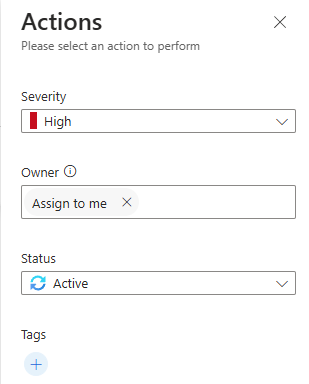 Actions
Please select an action to perform
Severity
High
Owner
Assign to me
Status
Active
Tags